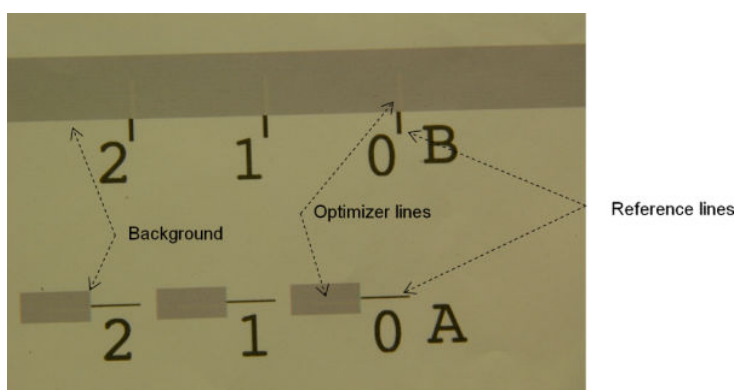 2 1 0 B
Background
Optimizer lines
Reference lines
2 1 0 A